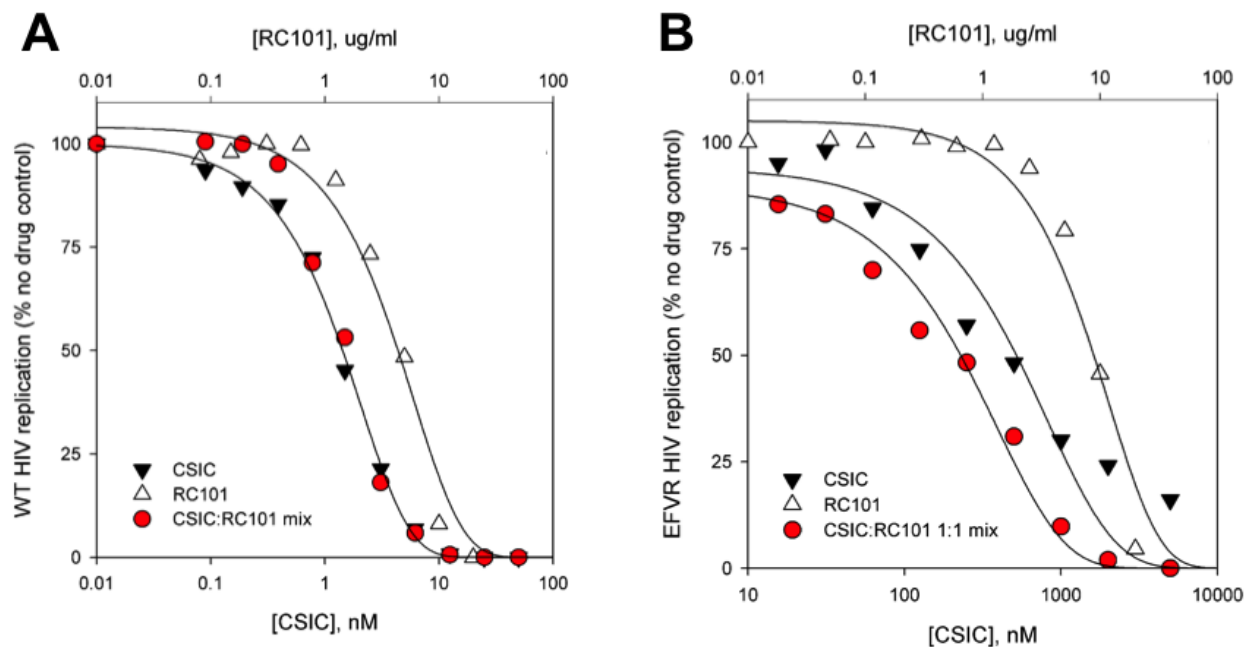 A
[RC101], ug/ml
0.01 0.1 1 10 100
WT HIV replication (% no drug control)
100
75
50
25
0
CSIC
RC101
CSIC:RC101 mix
0.01 0.1 1 10 100
[CSIC], nM
B
[RC101], ug/ml
0.01 0.1 1 10 100
EFVR HIV replication (% no drug control)
100
75
50
25
0
CSIC
RC101
CSIC:RC101 1:1 mix
10 100 1000 10000
[CSIC], nM